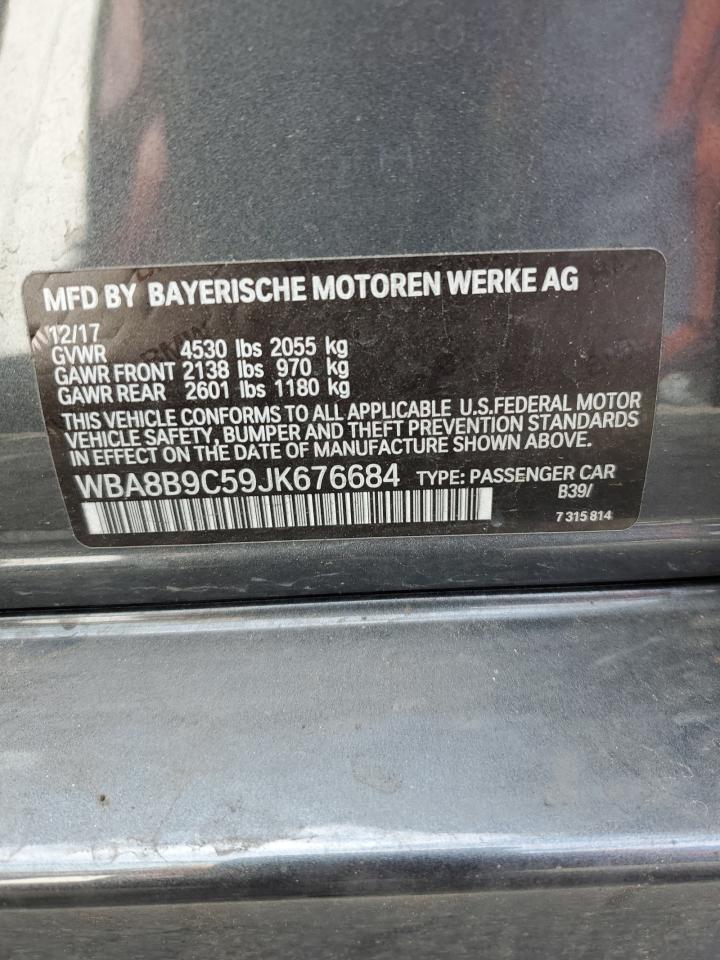 MFD BY BAYERISCHE MOTOREN WERKE AG
12/17
GVWR 4530 lbs 2055 kg
GAWR FRONT 2138 lbs 970 kg
GAWR REAR 2601 lbs 1180 kg
THIS VEHICLE CONFORMS TO ALL APPLICABLE U.S.FEDERAL MOTOR
VEHICLE SAFETY, BUMPER AND THEFT PREVENTION STANDARDS
IN EFFECT ON THE DATE OF MANUFACTURE SHOWN ABOVE.
WBA8B9C59JK676684 TYPE: PASSENGER CAR
B39/
7 315 814